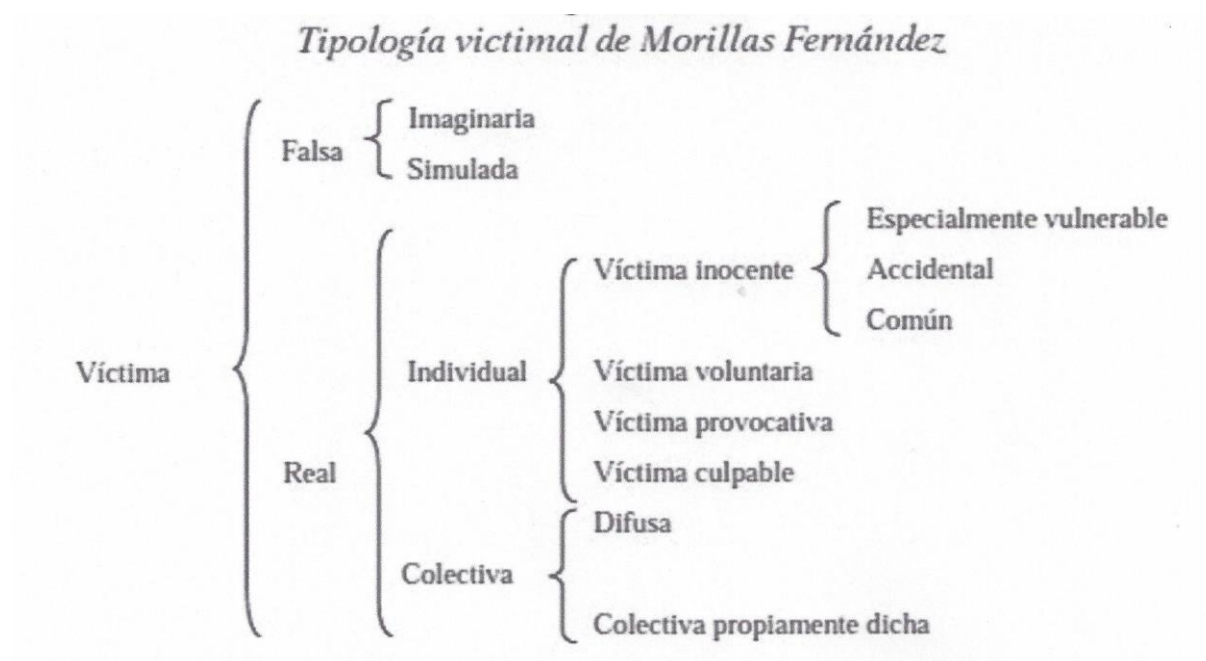 Tipología victimal de Morillas Fernández
Imaginaria
Falsa
Simulada
Especialmente vulnerable
Víctima inocente
Accidental
Común
Víctima
Individual
Víctima voluntaria
Víctima provocativa
Real
Víctima culpable
Difusa
Colectiva
Colectiva propiamente dicha